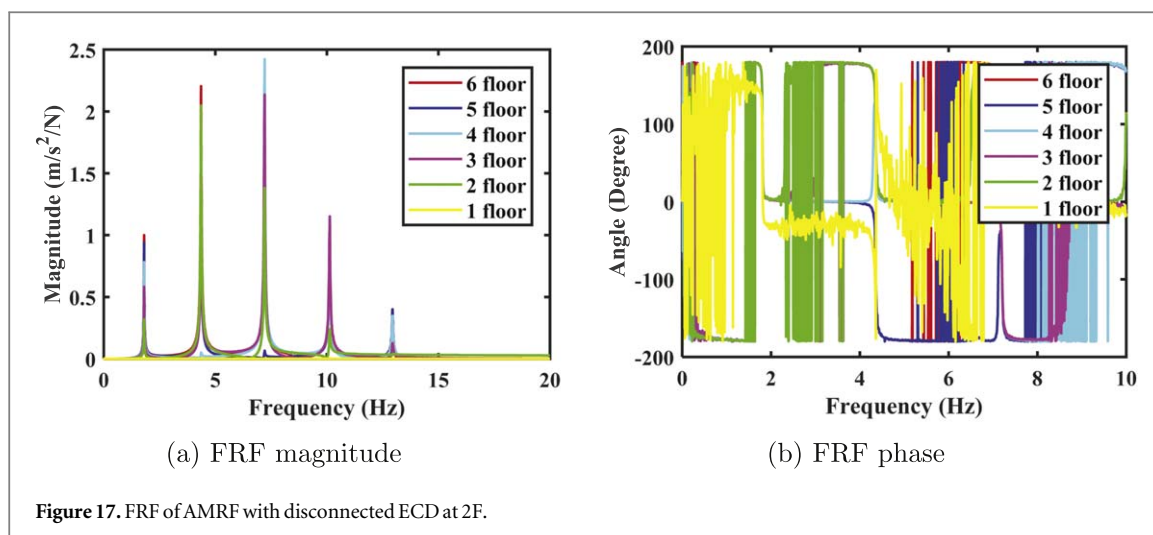 2.5
2
1.5
1
0.5
0
0 5 10 15 20
Magnitude (m/s²/N)
Frequency (Hz)
6 floor
5 floor
4 floor
3 floor
2 floor
1 floor
(a) FRF magnitude
200
100
0
-100
-200
0 2 4 6 8 10
Angle (Degree)
Frequency (Hz)
6 floor
5 floor
4 floor
3 floor
2 floor
1 floor
(b) FRF phase
Figure 17. FRF of AMRF with disconnected ECD at 2F.